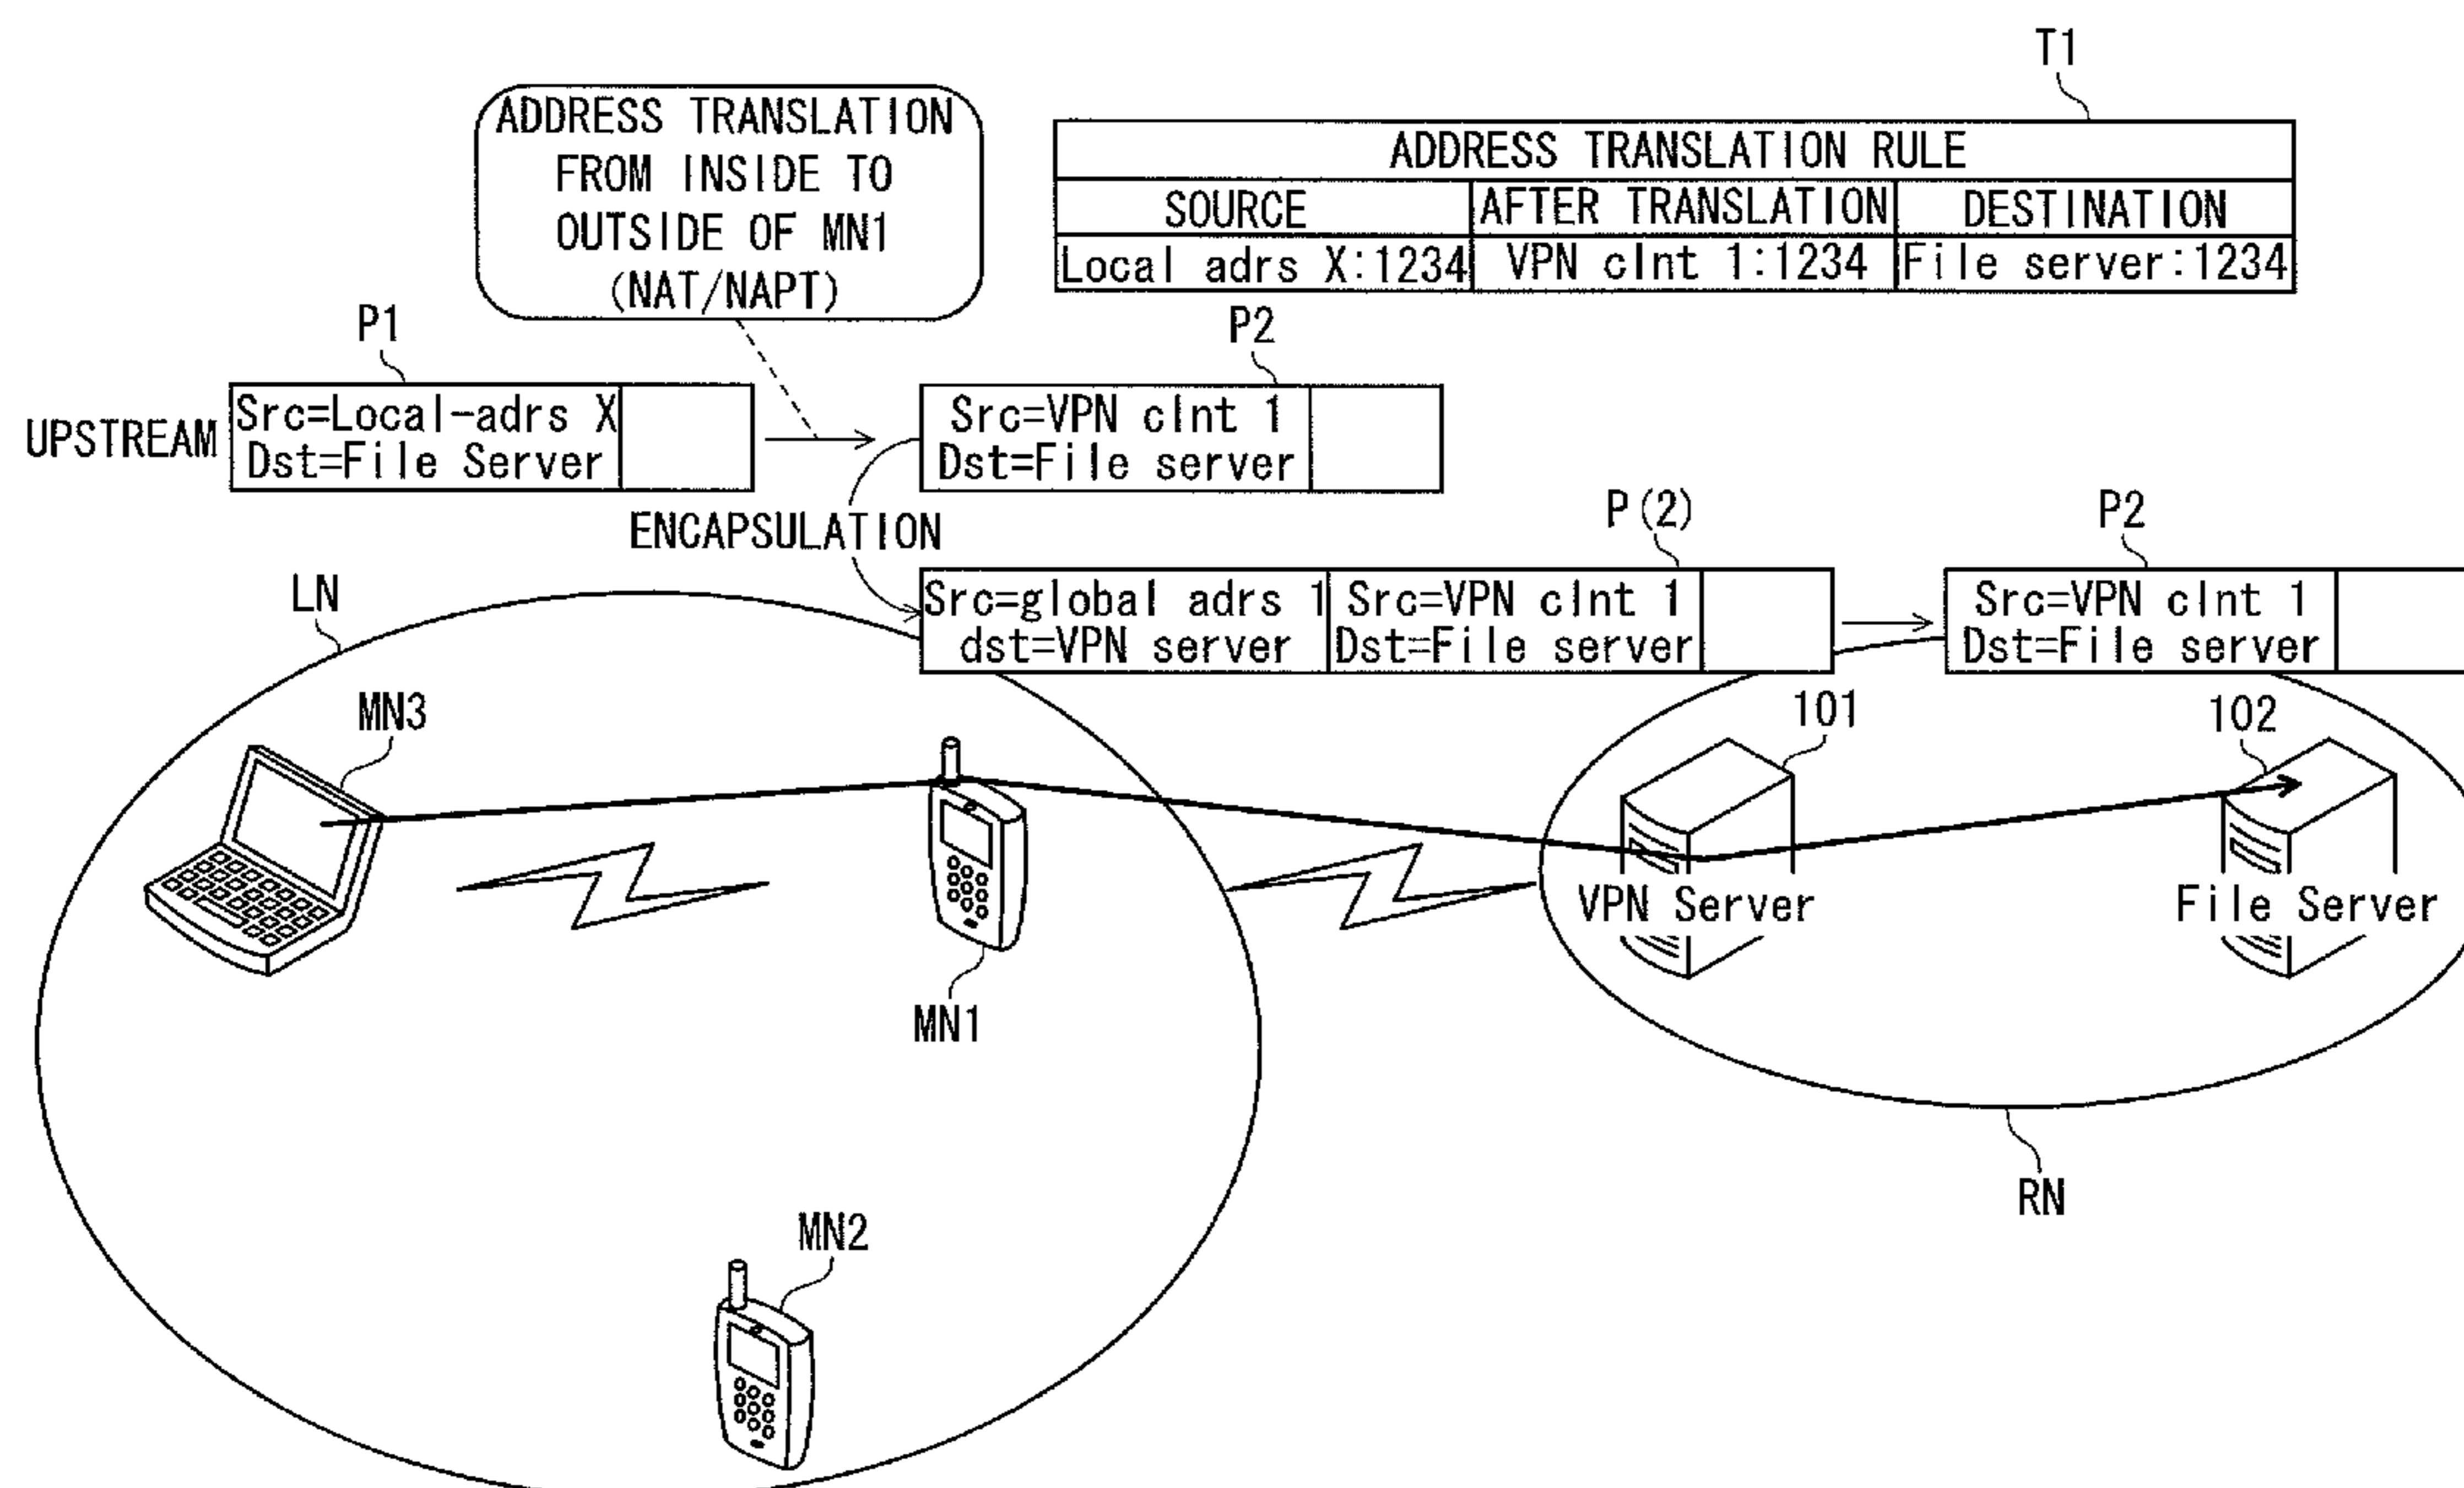 T1
ADDRESS TRANSLATION
FROM INSIDE TO
OUTSIDE OF MN1
(NAT/NAPT)
ADDRESS TRANSLATION RULE
SOURCE AFTER TRANSLATION DESTINATION
Local adrs X:1234 VPN clnt 1:1234 File server:1234
P1
P2
UPSTREAM
Src=Local-adrs X
Dst=File Server
Src=VPN clnt 1
Dst=File server
ENCAPSULATION
P(2)
P2
Src=global adrs 1
dst=VPN server
Src=VPN clnt 1
Dst=File server
Src=VPN clnt 1
Dst=File server
LN
MN3
101
102
VPN Server
File Server
MN1
RN
MN2